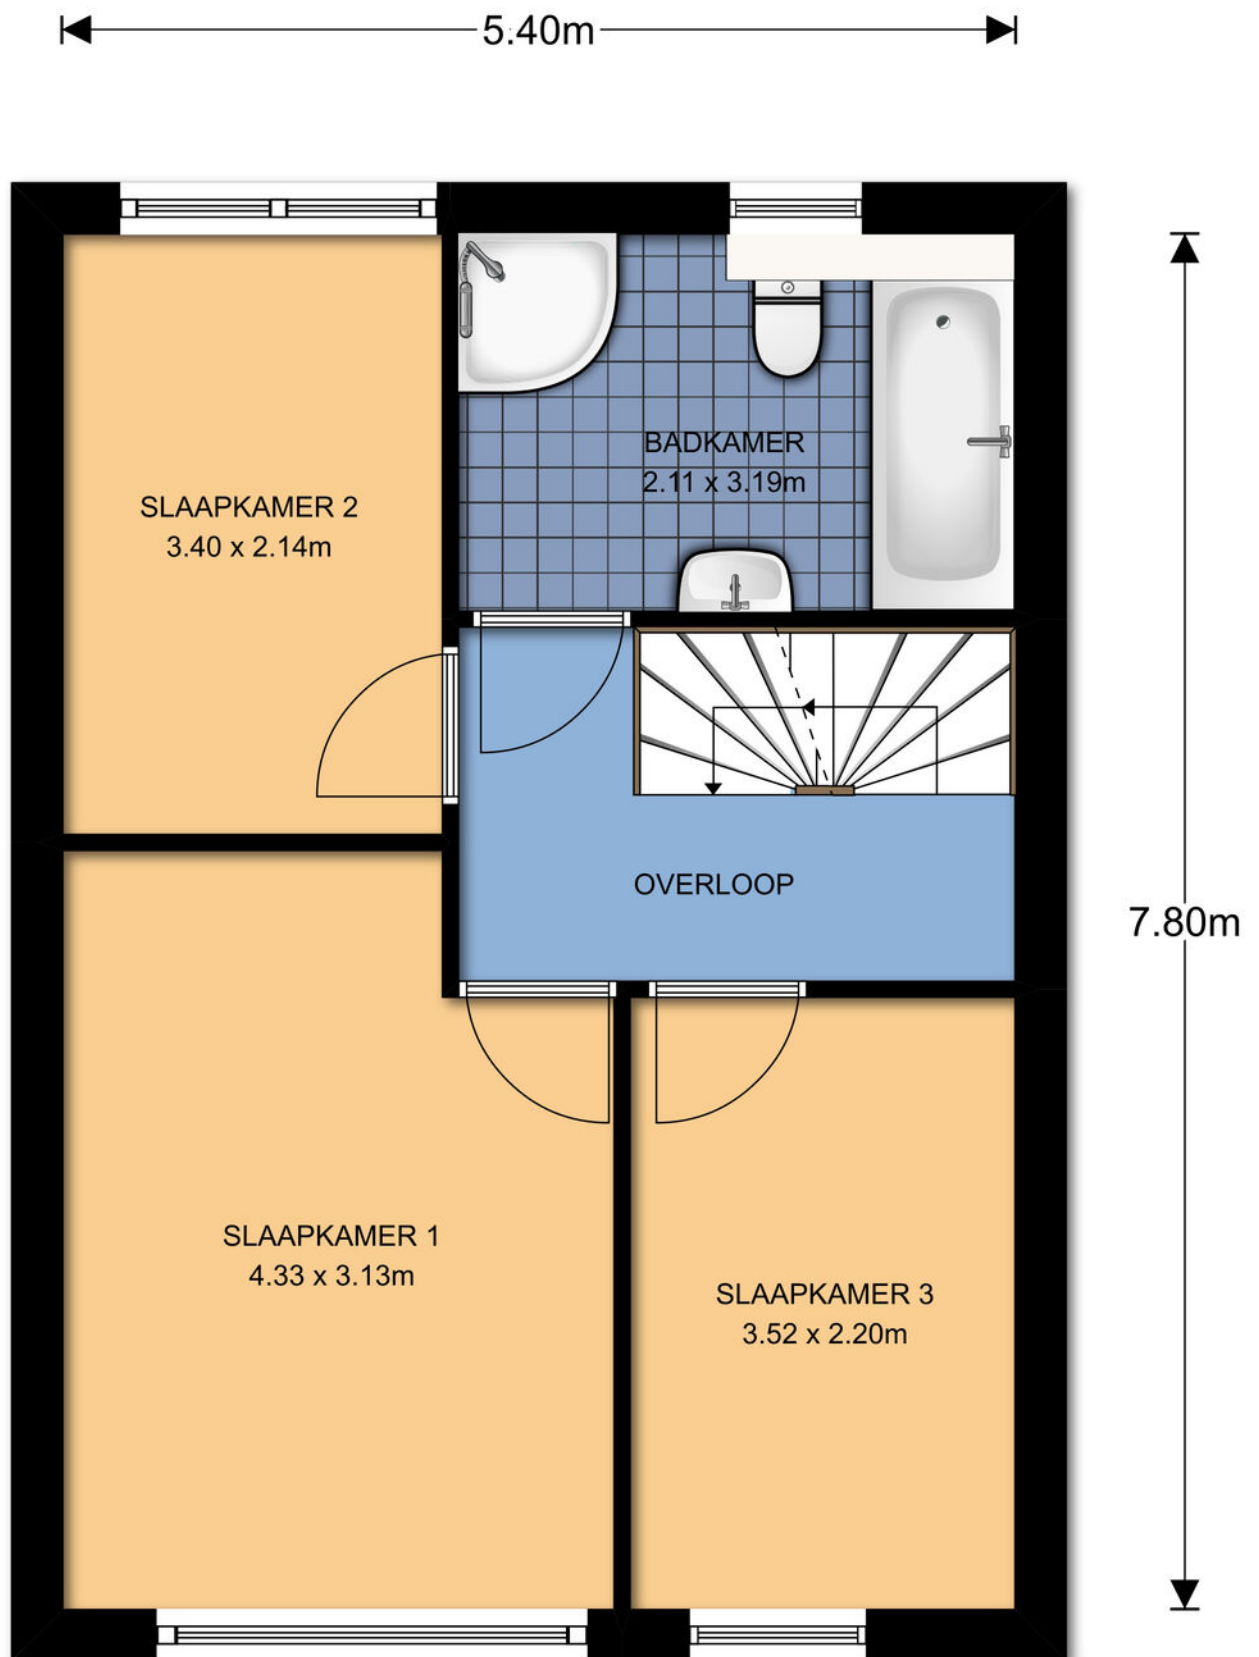 5.40m
BADKAMER
2.11 x 3.19m
SLAAPKAMER 2
3.40 x 2.14m
OVERLOOP
7.80m
SLAAPKAMER 1
4.33 x 3.13m
SLAAPKAMER 3
3.52 x 2.20m